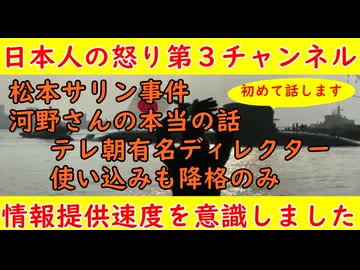 日本人の怒り第３チャンネル
松本サリン事件
初めて話します
河野さんの本当の話
テレ朝有名ディレクター
使い込みも降格のみ
情報提供速度を意識しました